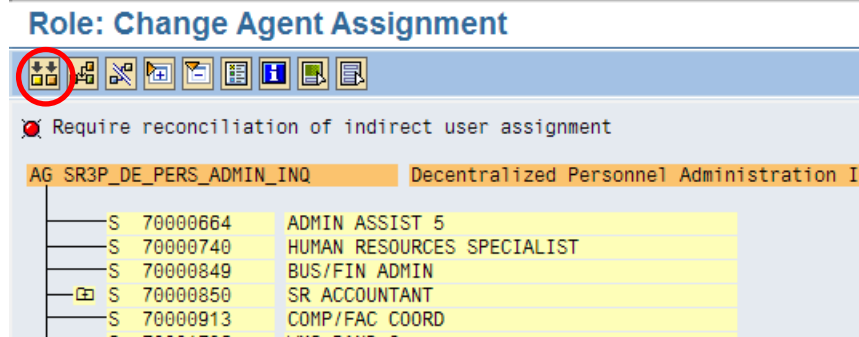 Role: Change Agent Assignment
Require reconciliation of indirect user assignment
AG SR3P_DE_PERS_ADMIN_INQ Decentralized Personnel Administration I
S 70000664 ADMIN ASSIST 5
S 70000740 HUMAN RESOURCES SPECIALIST
S 70000849 BUS/FIN ADMIN
S 70000850 SR ACCOUNTANT
S 70000913 COMP/FAC COORD